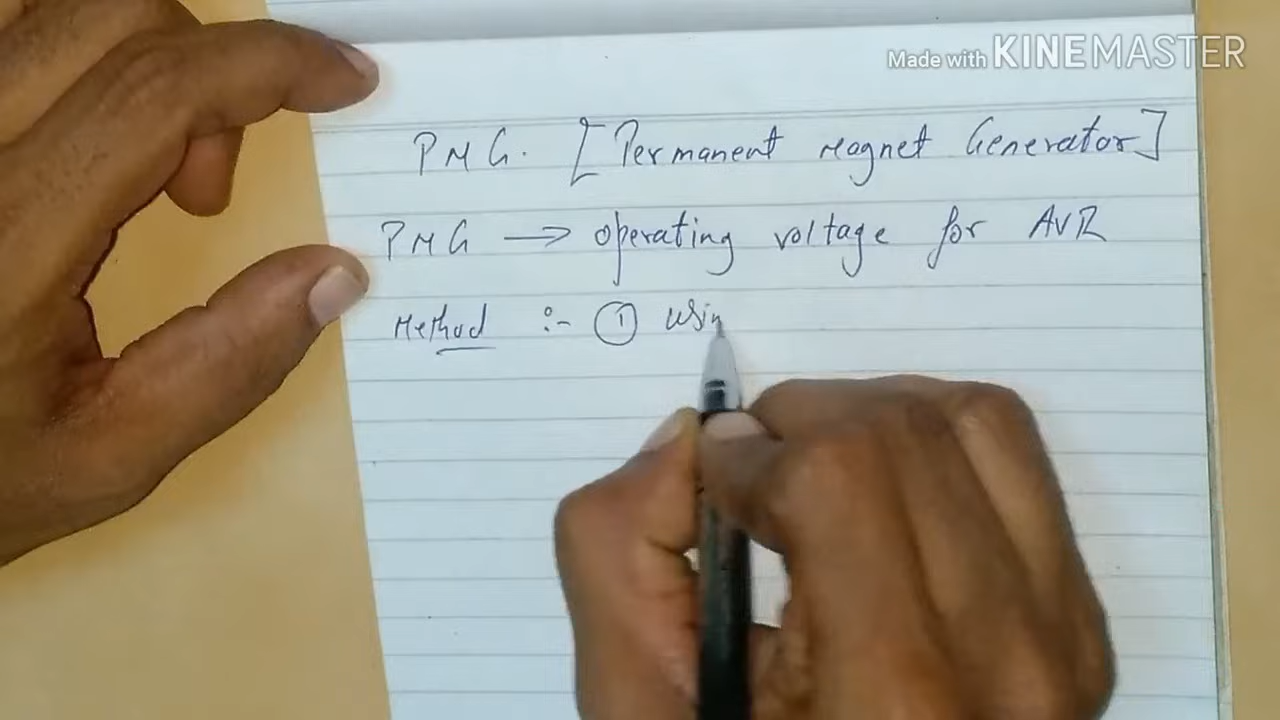 Made with KINEMASTER
PMG. [Permanent Magnet Generator]
PMG → operating voltage for AVR
Method :- ① usin